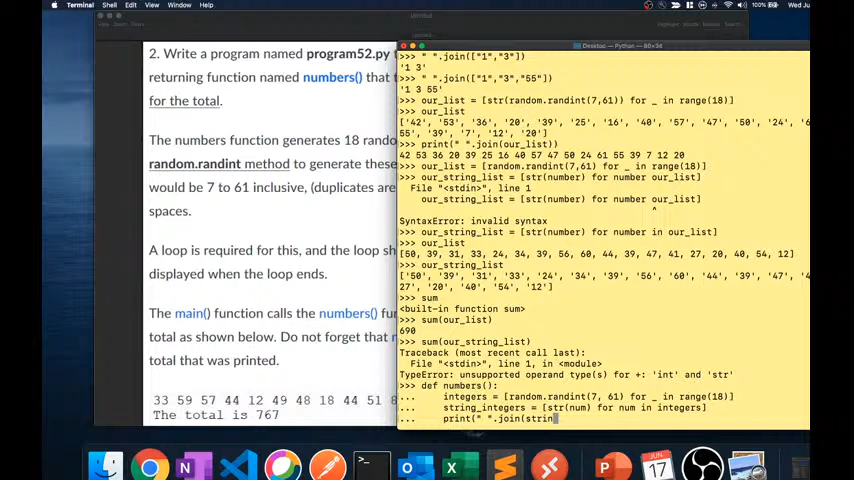 Terminal Shell Edit View Window Help
100% Wed Ju
Untitled
2. Write a program named program52.py
returning function named numbers() that
for the total.
The numbers function generates 18 rando
random.randint method to generate these
would be 7 to 61 inclusive, (duplicates are
spaces.
A loop is required for this, and the loop sh
displayed when the loop ends.
The main() function calls the numbers() fu
total as shown below. Do not forget that
total that was printed.
33 59 57 44 12 49 48 18 44 51 8
The total is 767
Desktop — Python — 80×34
>>> " ".join(["1","3"])
'1 3'
>>> " ".join(["1","3","55"])
'1 3 55'
>>> our_list = [str(random.randint(7,61)) for _ in range(18)]
>>> our_list
['42', '53', '36', '20', '39', '25', '16', '40', '57', '47', '50', '24', '6
55', '39', '7', '12', '20']
>>> print(" ".join(our_list))
42 53 36 20 39 25 16 40 57 47 50 24 61 55 39 7 12 20
>>> our_list = [random.randint(7,61) for _ in range(18)]
>>> our_string_list = [str(number) for number our_list]
File "<stdin>", line 1
our_string_list = [str(number) for number our_list]
^
SyntaxError: invalid syntax
>>> our_string_list = [str(number) for number in our_list]
>>> our_list
[50, 39, 31, 33, 24, 34, 39, 56, 60, 44, 39, 47, 41, 27, 20, 40, 54, 12]
>>> our_string_list
['50', '39', '31', '33', '24', '34', '39', '56', '60', '44', '39', '47', '4
27', '20', '40', '54', '12']
>>> sum
<built-in function sum>
>>> sum(our_list)
690
>>> sum(our_string_list)
Traceback (most recent call last):
File "<stdin>", line 1, in <module>
TypeError: unsupported operand type(s) for +: 'int' and 'str'
>>> def numbers():
... integers = [random.randint(7, 61) for _ in range(18)]
... string_integers = [str(num) for num in integers]
... print(" ".join(strin
JUN
17